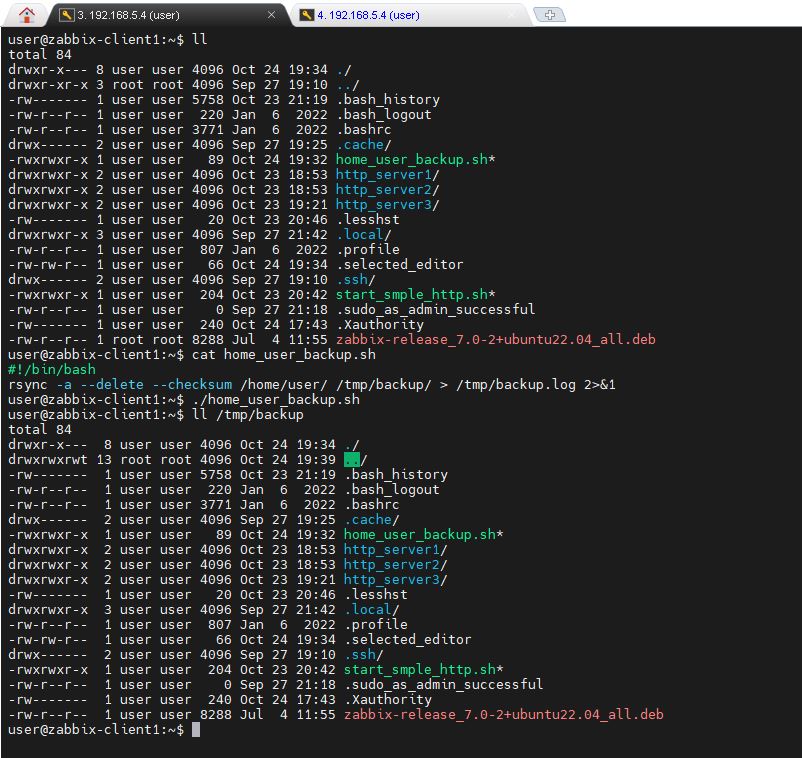 3. 192.168.5.4 (user)
4. 192.168.5.4 (user)
user@zabbix-client1:~$ ll
total 84
drwxr-x--- 8 user user 4096 Oct 24 19:34 ./
drwxr-xr-x 3 root root 4096 Sep 27 19:10 ../
-rw------- 1 user user 5758 Oct 23 21:19 .bash_history
-rw-r--r-- 1 user user  220 Jan  6  2022 .bash_logout
-rw-r--r-- 1 user user 3771 Jan  6  2022 .bashrc
drwx------ 2 user user 4096 Sep 27 19:25 .cache/
-rwxrwxr-x 1 user user   89 Oct 24 19:32 home_user_backup.sh*
drwxrwxr-x 2 user user 4096 Oct 23 18:53 http_server1/
drwxrwxr-x 2 user user 4096 Oct 23 18:53 http_server2/
drwxrwxr-x 2 user user 4096 Oct 23 19:21 http_server3/
-rw------- 1 user user   20 Oct 23 20:46 .lesshst
drwxrwxr-x 3 user user 4096 Sep 27 21:42 .local/
-rw-r--r-- 1 user user  807 Jan  6  2022 .profile
-rw-rw-r-- 1 user user   66 Oct 24 19:34 .selected_editor
drwx------ 2 user user 4096 Sep 27 19:10 .ssh/
-rwxrwxr-x 1 user user  204 Oct 23 20:42 start_smple_http.sh*
-rw-r--r-- 1 user user    0 Sep 27 21:18 .sudo_as_admin_successful
-rw------- 1 user user  240 Oct 24 17:43 .Xauthority
-rw-r--r-- 1 root root 8288 Jul  4 11:55 zabbix-release_7.0-2+ubuntu22.04_all.deb
user@zabbix-client1:~$ cat home_user_backup.sh
#!/bin/bash
rsync -a --delete --checksum /home/user/ /tmp/backup/ > /tmp/backup.log 2>&1
user@zabbix-client1:~$ ./home_user_backup.sh
user@zabbix-client1:~$ ll /tmp/backup
total 84
drwxr-x---  8 user user 4096 Oct 24 19:34 ./
drwxrwxrwt 13 root root 4096 Oct 24 19:39 ../
-rw-------  1 user user 5758 Oct 23 21:19 .bash_history
-rw-r--r--  1 user user  220 Jan  6  2022 .bash_logout
-rw-r--r--  1 user user 3771 Jan  6  2022 .bashrc
drwx------  2 user user 4096 Sep 27 19:25 .cache/
-rwxrwxr-x  1 user user   89 Oct 24 19:32 home_user_backup.sh*
drwxrwxr-x  2 user user 4096 Oct 23 18:53 http_server1/
drwxrwxr-x  2 user user 4096 Oct 23 18:53 http_server2/
drwxrwxr-x  2 user user 4096 Oct 23 19:21 http_server3/
-rw-------  1 user user   20 Oct 23 20:46 .lesshst
drwxrwxr-x  3 user user 4096 Sep 27 21:42 .local/
-rw-r--r--  1 user user  807 Jan  6  2022 .profile
-rw-rw-r--  1 user user   66 Oct 24 19:34 .selected_editor
drwx------  2 user user 4096 Sep 27 19:10 .ssh/
-rwxrwxr-x  1 user user  204 Oct 23 20:42 start_smple_http.sh*
-rw-r--r--  1 user user    0 Sep 27 21:18 .sudo_as_admin_successful
-rw-------  1 user user  240 Oct 24 17:43 .Xauthority
-rw-r--r--  1 user user 8288 Jul  4 11:55 zabbix-release_7.0-2+ubuntu22.04_all.deb
user@zabbix-client1:~$